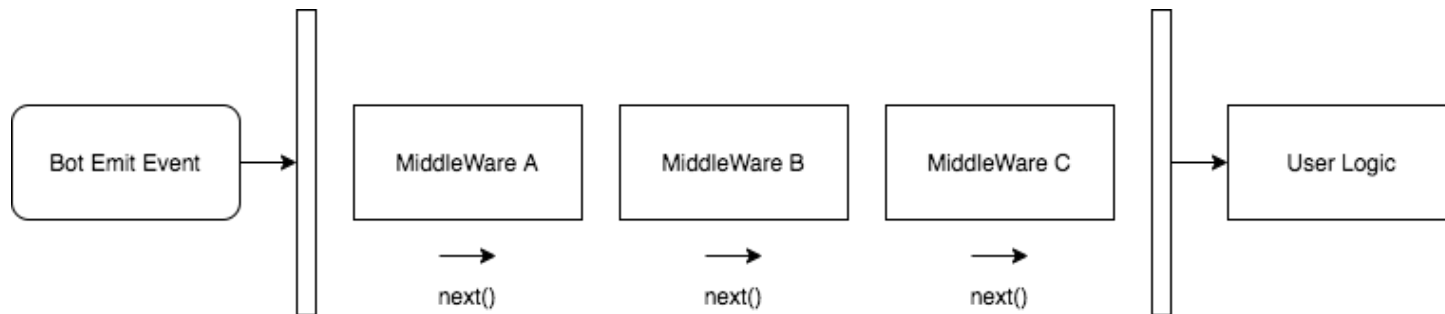 Bot Emit Event
MiddleWare A
MiddleWare B
MiddleWare C
User Logic
next()
next()
next()